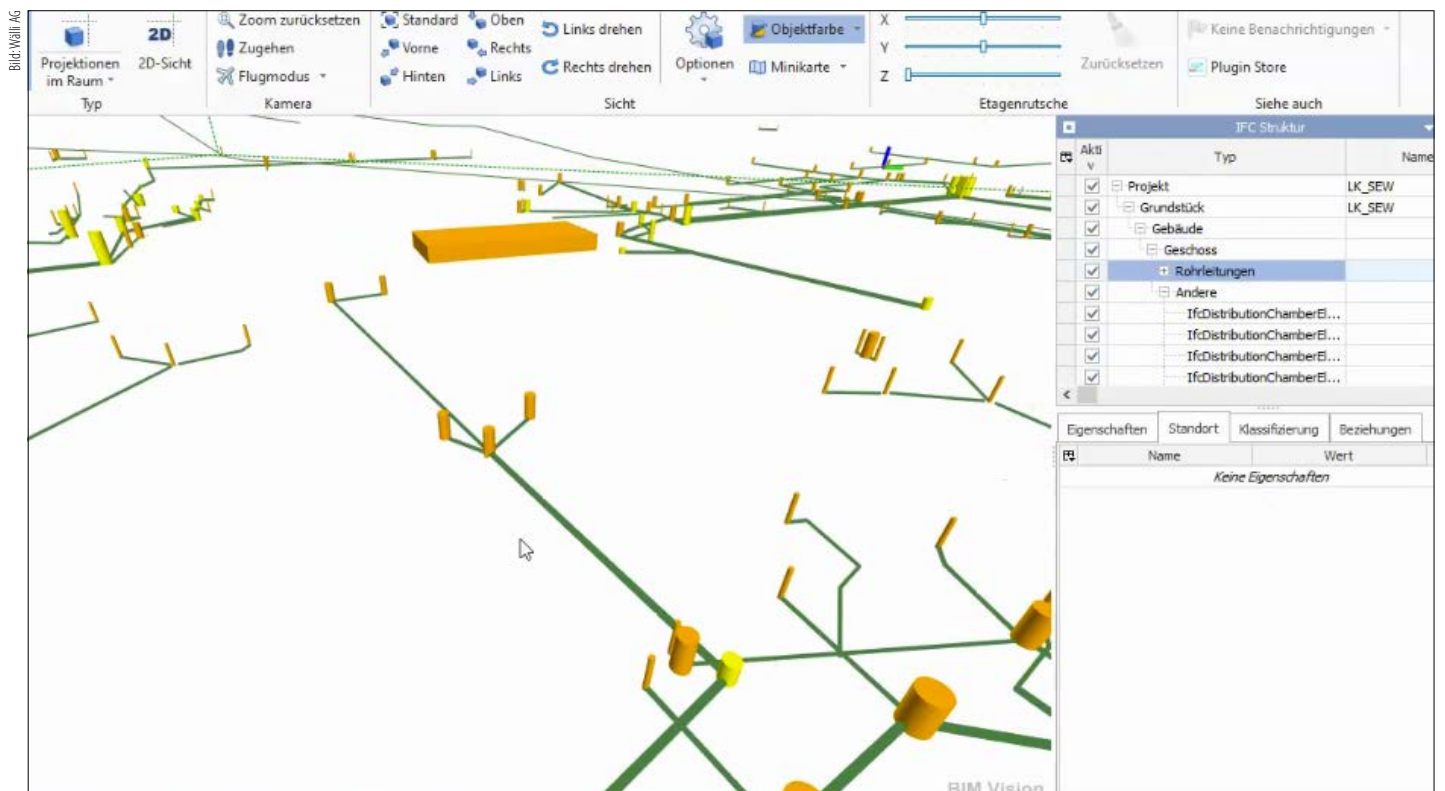 Bild: Wälli AG
Projektionen im Raum
2D
2D-Sicht
Typ
Zoom zurücksetzen
Zugehen
Flugmodus
Kamera
Standard
Oben
Vorne
Rechts
Hinten
Links
Links drehen
Rechts drehen
Optionen
Objektfarbe
Minikarte
Sicht
X
Y
Z
Zurücksetzen
Etagenrutsche
Keine Benachrichtigungen
Plugin Store
Siehe auch
IFC Struktur
Aktiv
Typ
Name
Projekt LK_SEW
Grundstück LK_SEW
Gebäude
Geschoss
Rohrleitungen
Andere
IfcDistributionChamberEl...
IfcDistributionChamberEl...
IfcDistributionChamberEl...
IfcDistributionChamberEl...
Eigenschaften Standort Klassifizierung Beziehungen
Name Wert
Keine Eigenschaften
BIM Vision